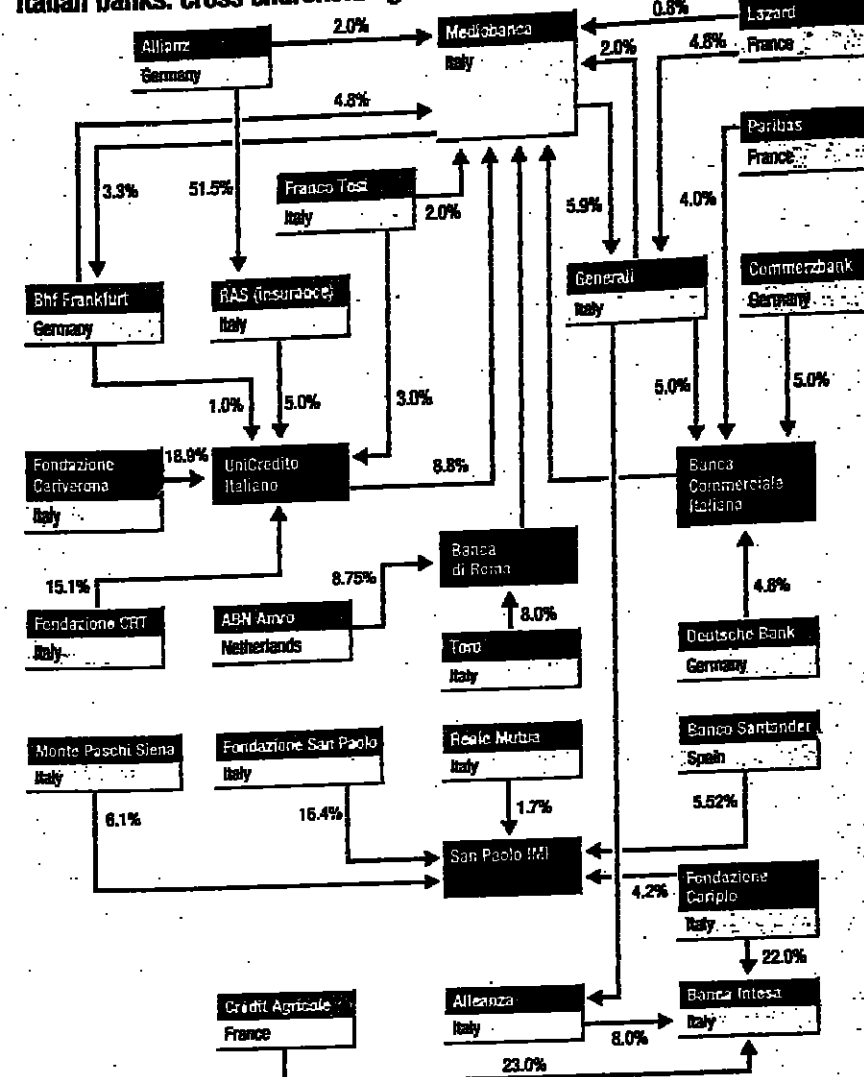 Italian banks: cross shareholdin
Allianz
Germany
2.0%
Mediobanca
Italy
0.8%
Lazard
France
2.0%
4.8%
4.8%
Paribas
France
3.3%
51.5%
Franco Tosi
Italy
2.0%
5.9%
4.0%
Bhf Frankfurt
Germany
RAS (insurance)
Italy
Generali
Italy
Commerzbank
Germany
1.0%
5.0%
3.0%
5.0%
5.0%
Fondazione
Cariverona
Italy
18.9%
UniCredito
Italiano
8.8%
Banca
Commerciale
Italiana
15.1%
8.75%
Banca
di Roma
4.8%
Fondazione CRT
Italy
ABN Amro
Netherlands
8.0%
Toro
Italy
Deutsche Bank
Germany
Monte Paschi Siena
Italy
Fondazione San Paolo
Italy
Reale Mutua
Italy
Banco Santander
Spain
6.1%
16.4%
1.7%
5.52%
San Paolo IMI
4.2%
Fondazione
Cariplo
Italy
22.0%
Crédit Agricole
France
Alleanza
Italy
Banca Intesa
Italy
8.0%
23.0%